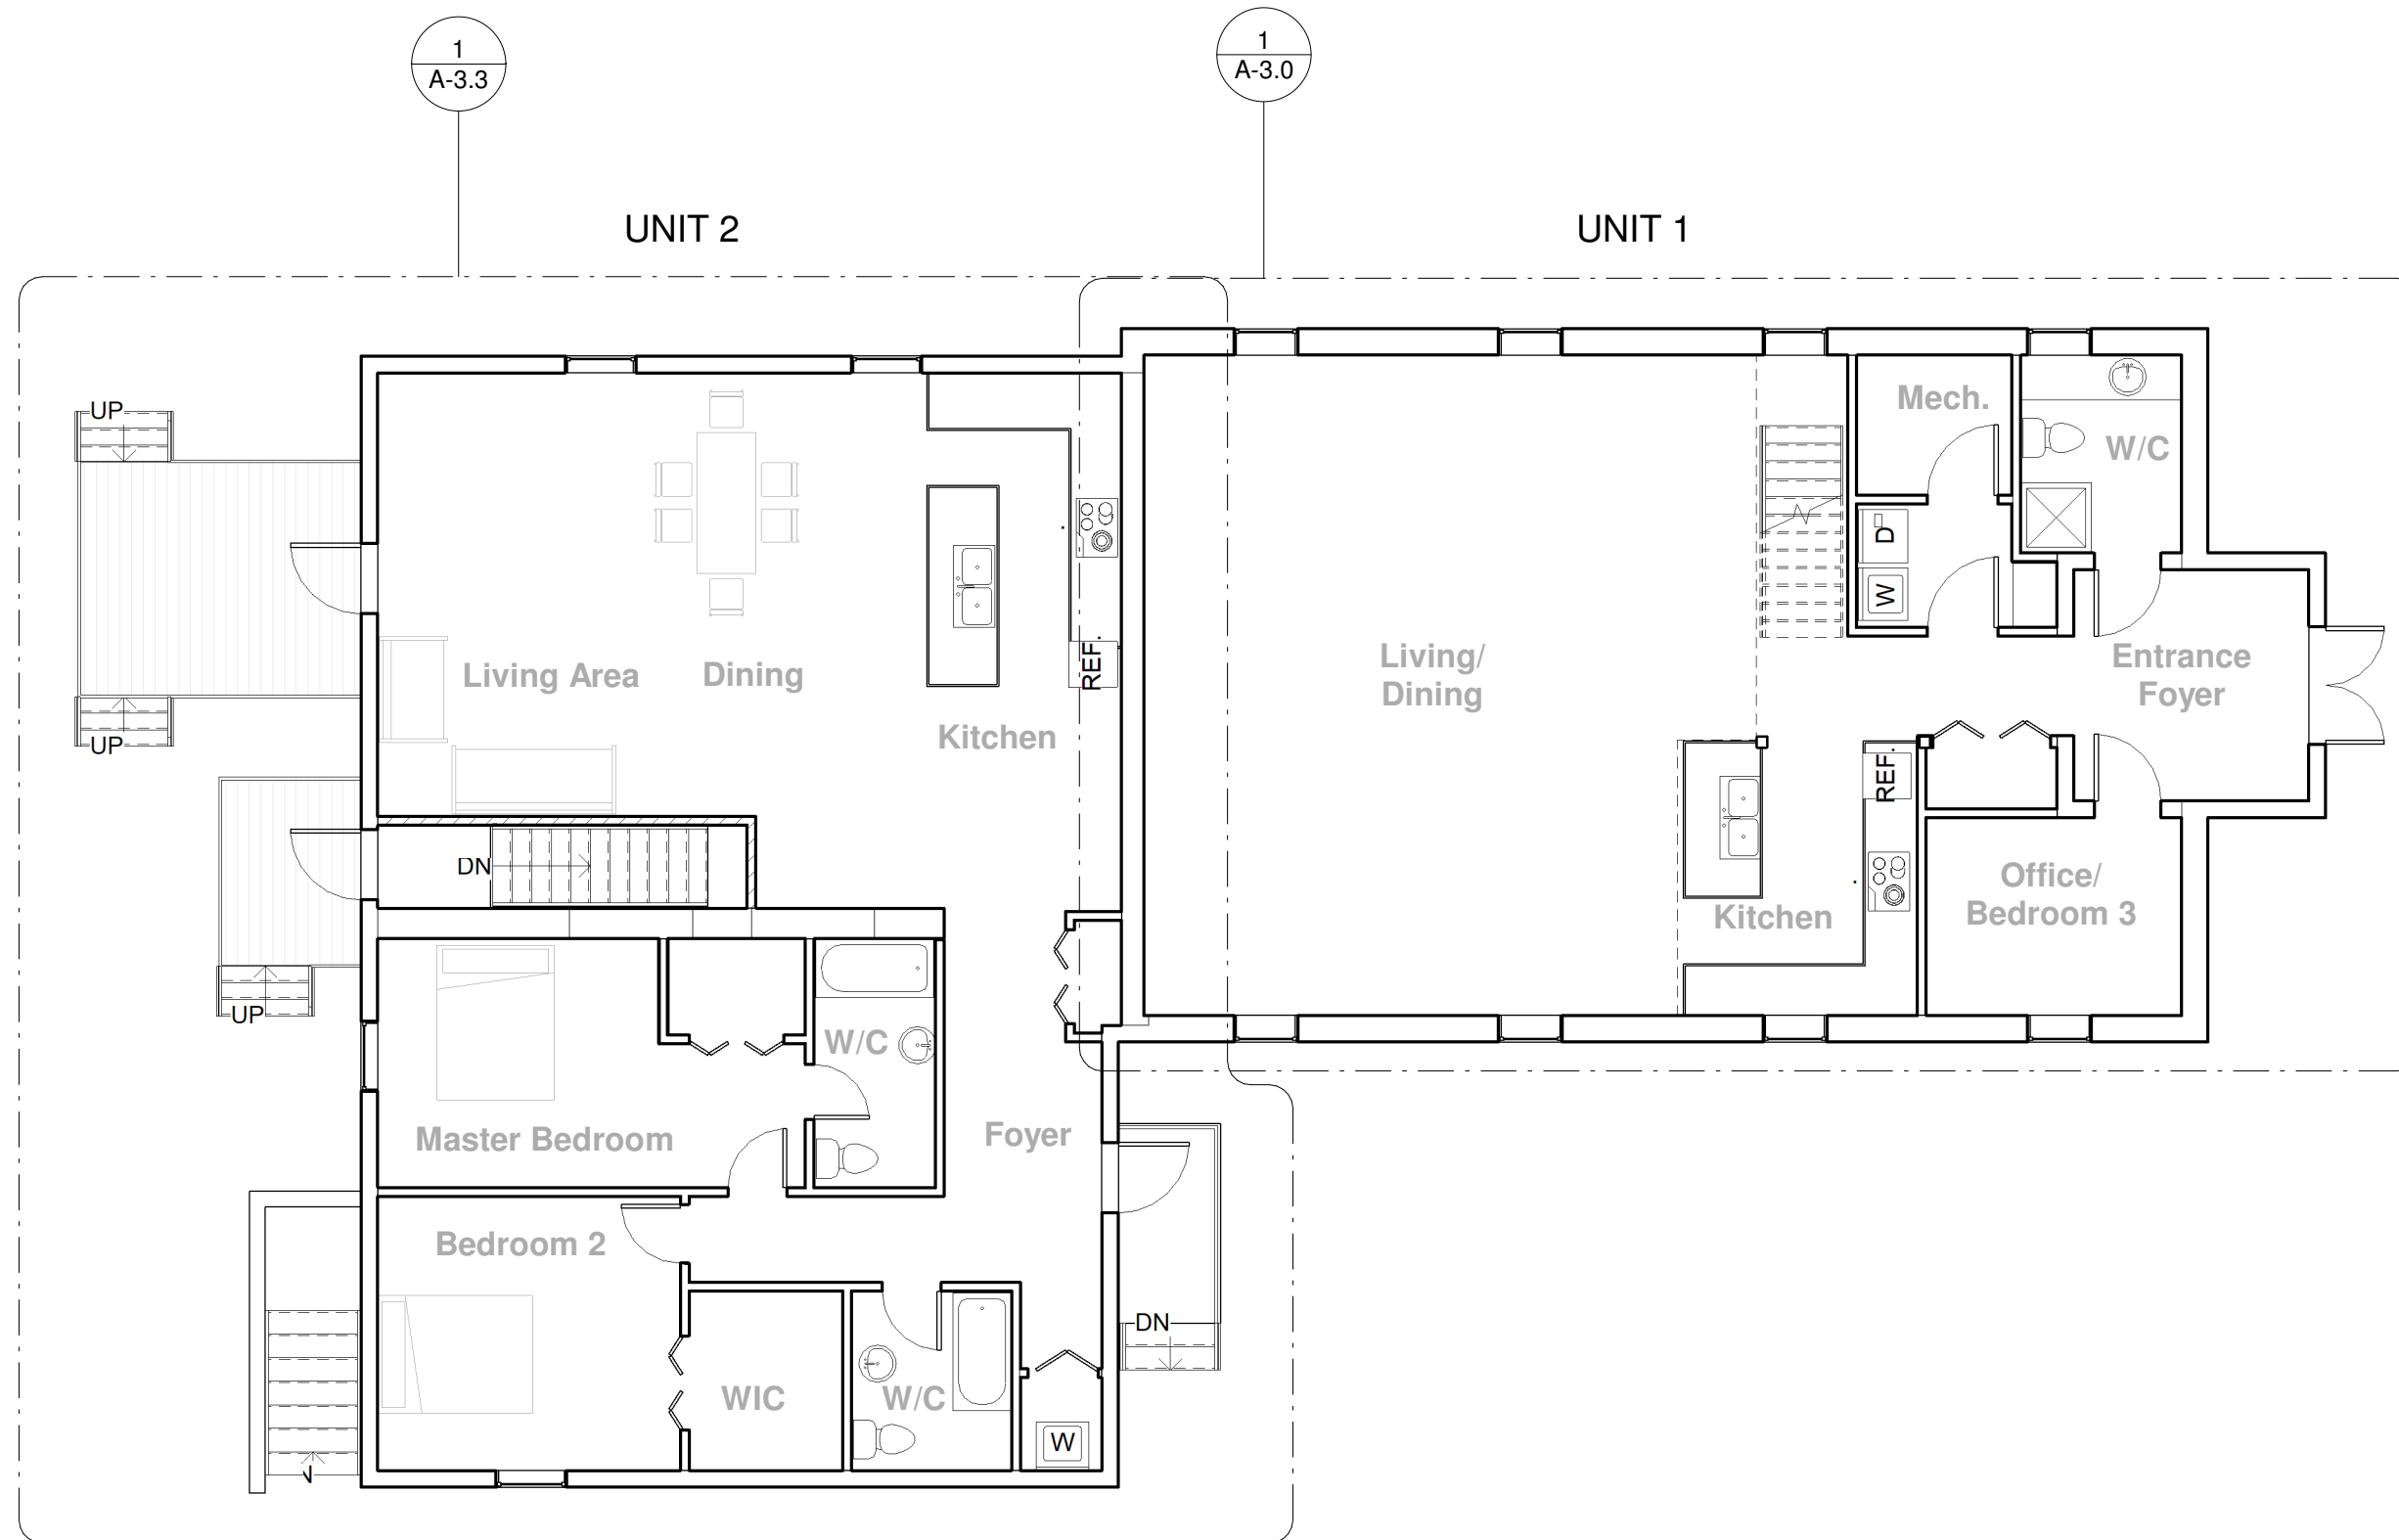 1
A-3.3
1
A-3.0
UNIT 2
UNIT 1
UP
Mech.
W/C
D
W
REF.
Living Area
Dining
Living/
Dining
Entrance
Foyer
UP
Kitchen
REF.
DN
Office/
Bedroom 3
Kitchen
UP
W/C
Master Bedroom
Foyer
Bedroom 2
DN
WIC
W/C
W